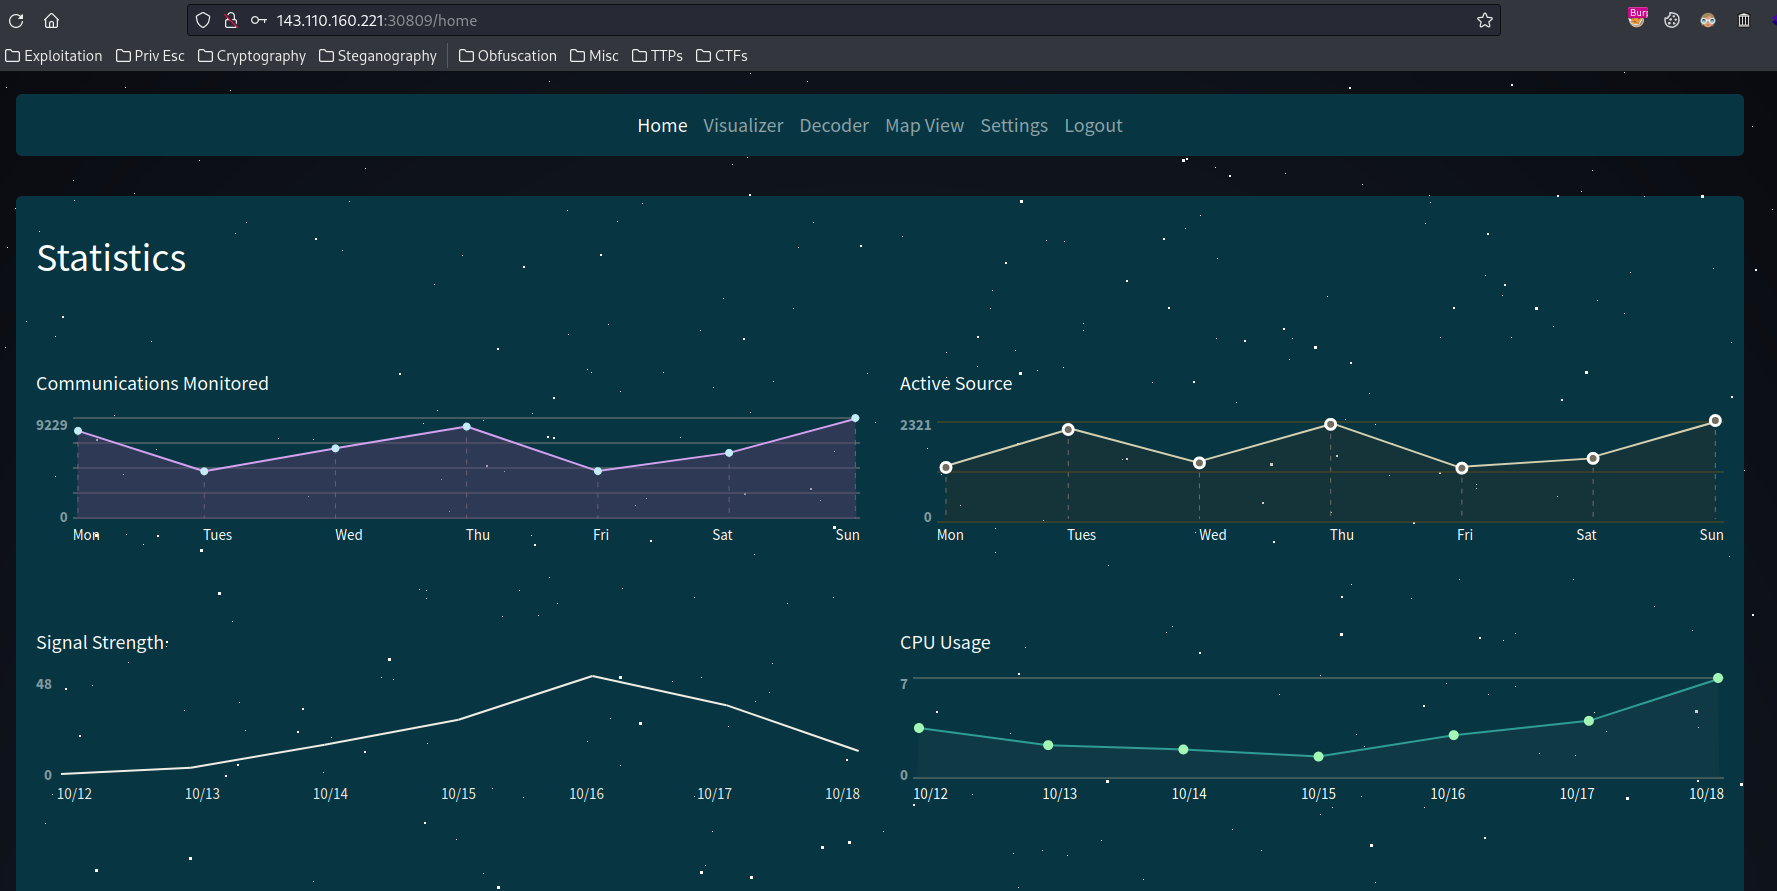 143.110.160.221:30809/home
Burp
Exploitation Priv Esc Cryptography Steganography Obfuscation Misc TTPs CTFs
Home Visualizer Decoder Map View Settings Logout
Statistics
Communications Monitored
9229
0
Mon Tues Wed Thu Fri Sat Sun
Active Source
2321
0
Mon Tues Wed Thu Fri Sat Sun
Signal Strength
48
0
10/12 10/13 10/14 10/15 10/16 10/17 10/18
CPU Usage
7
0
10/12 10/13 10/14 10/15 10/16 10/17 10/18